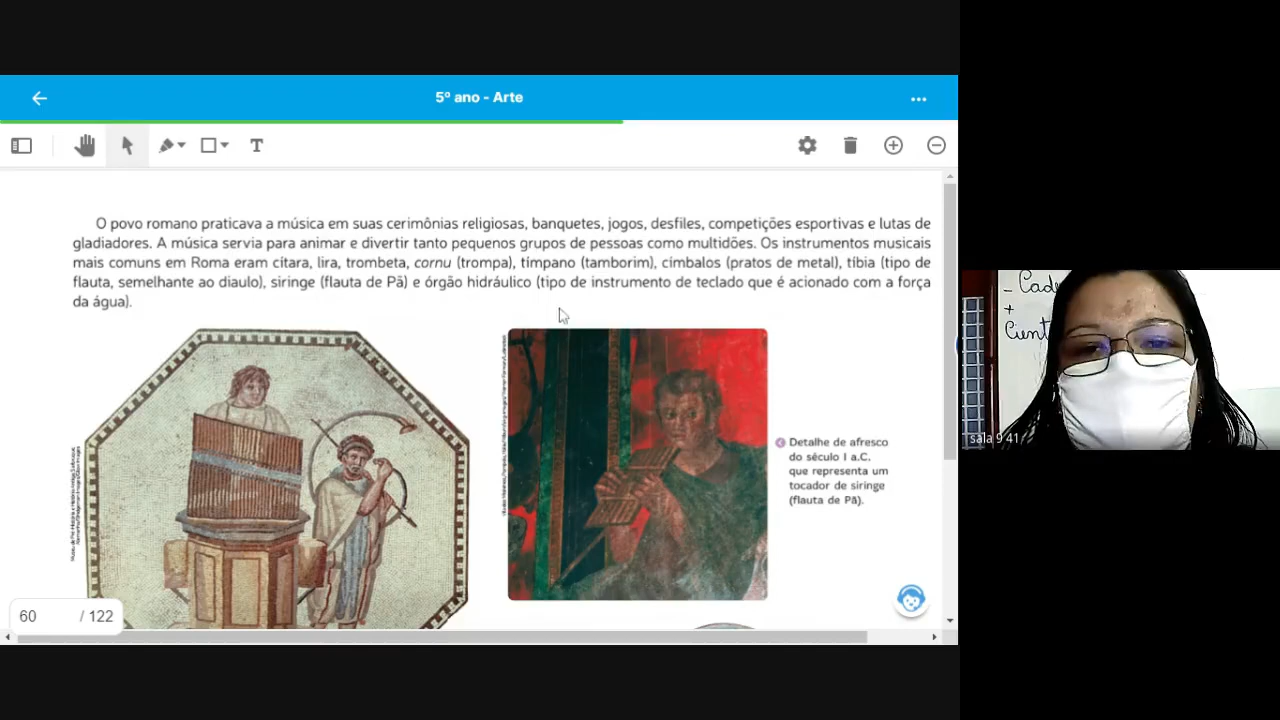 5º ano - Arte
O povo romano praticava a música em suas cerimônias religiosas, banquetes, jogos, desfiles, competições esportivas e lutas de
gladiadores. A música servia para animar e divertir tanto pequenos grupos de pessoas como multidões. Os instrumentos musicais
mais comuns em Roma eram cítara, lira, trombeta, cornu (trompa), tímpano (tamborim), címbalos (pratos de metal), tíbia (tipo de
flauta, semelhante ao diaulo), siringe (flauta de Pã) e órgão hidráulico (tipo de instrumento de teclado que é acionado com a força
da água).
Detalhe de afresco
do século I a.C.
que representa um
tocador de siringe
(flauta de Pã).
60 / 122
- Cade
+
Cient
sala 9 41